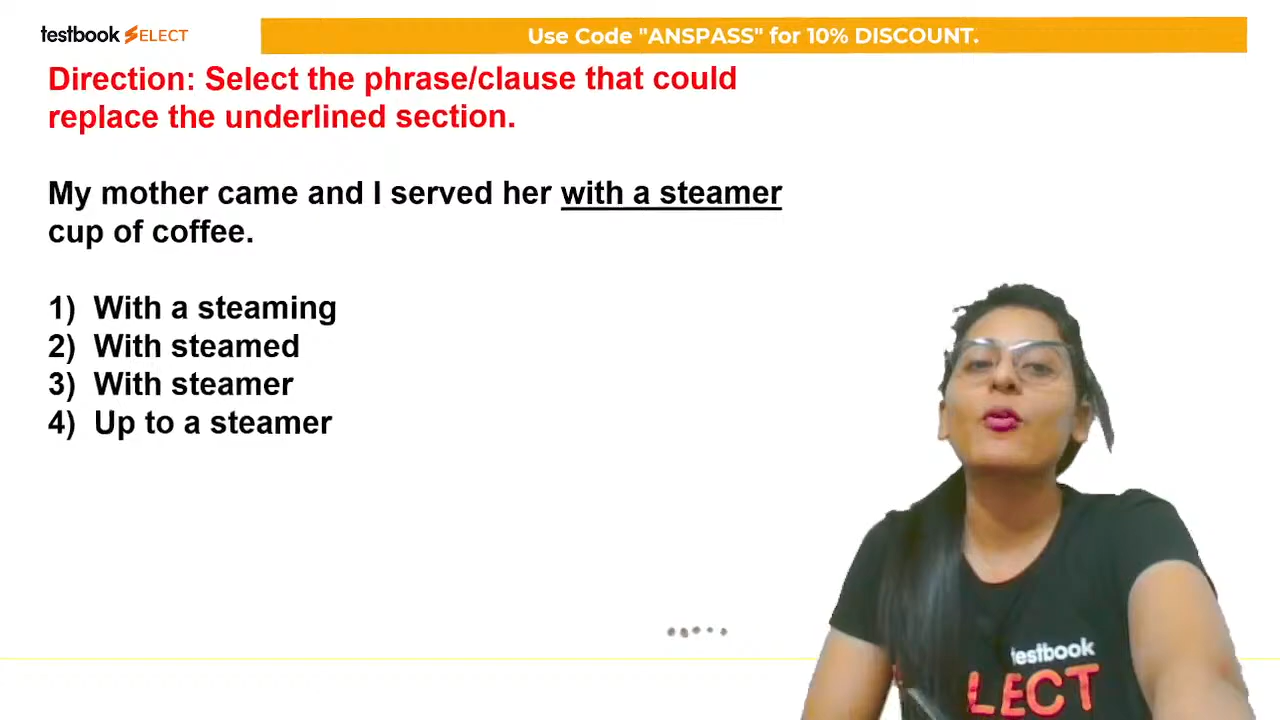 testbook SELECT
Use Code "ANSPASS" for 10% DISCOUNT.
Direction: Select the phrase/clause that could
replace the underlined section.
My mother came and I served her with a steamer
cup of coffee.
1) With a steaming
2) With steamed
3) With steamer
4) Up to a steamer
testbook
LECT